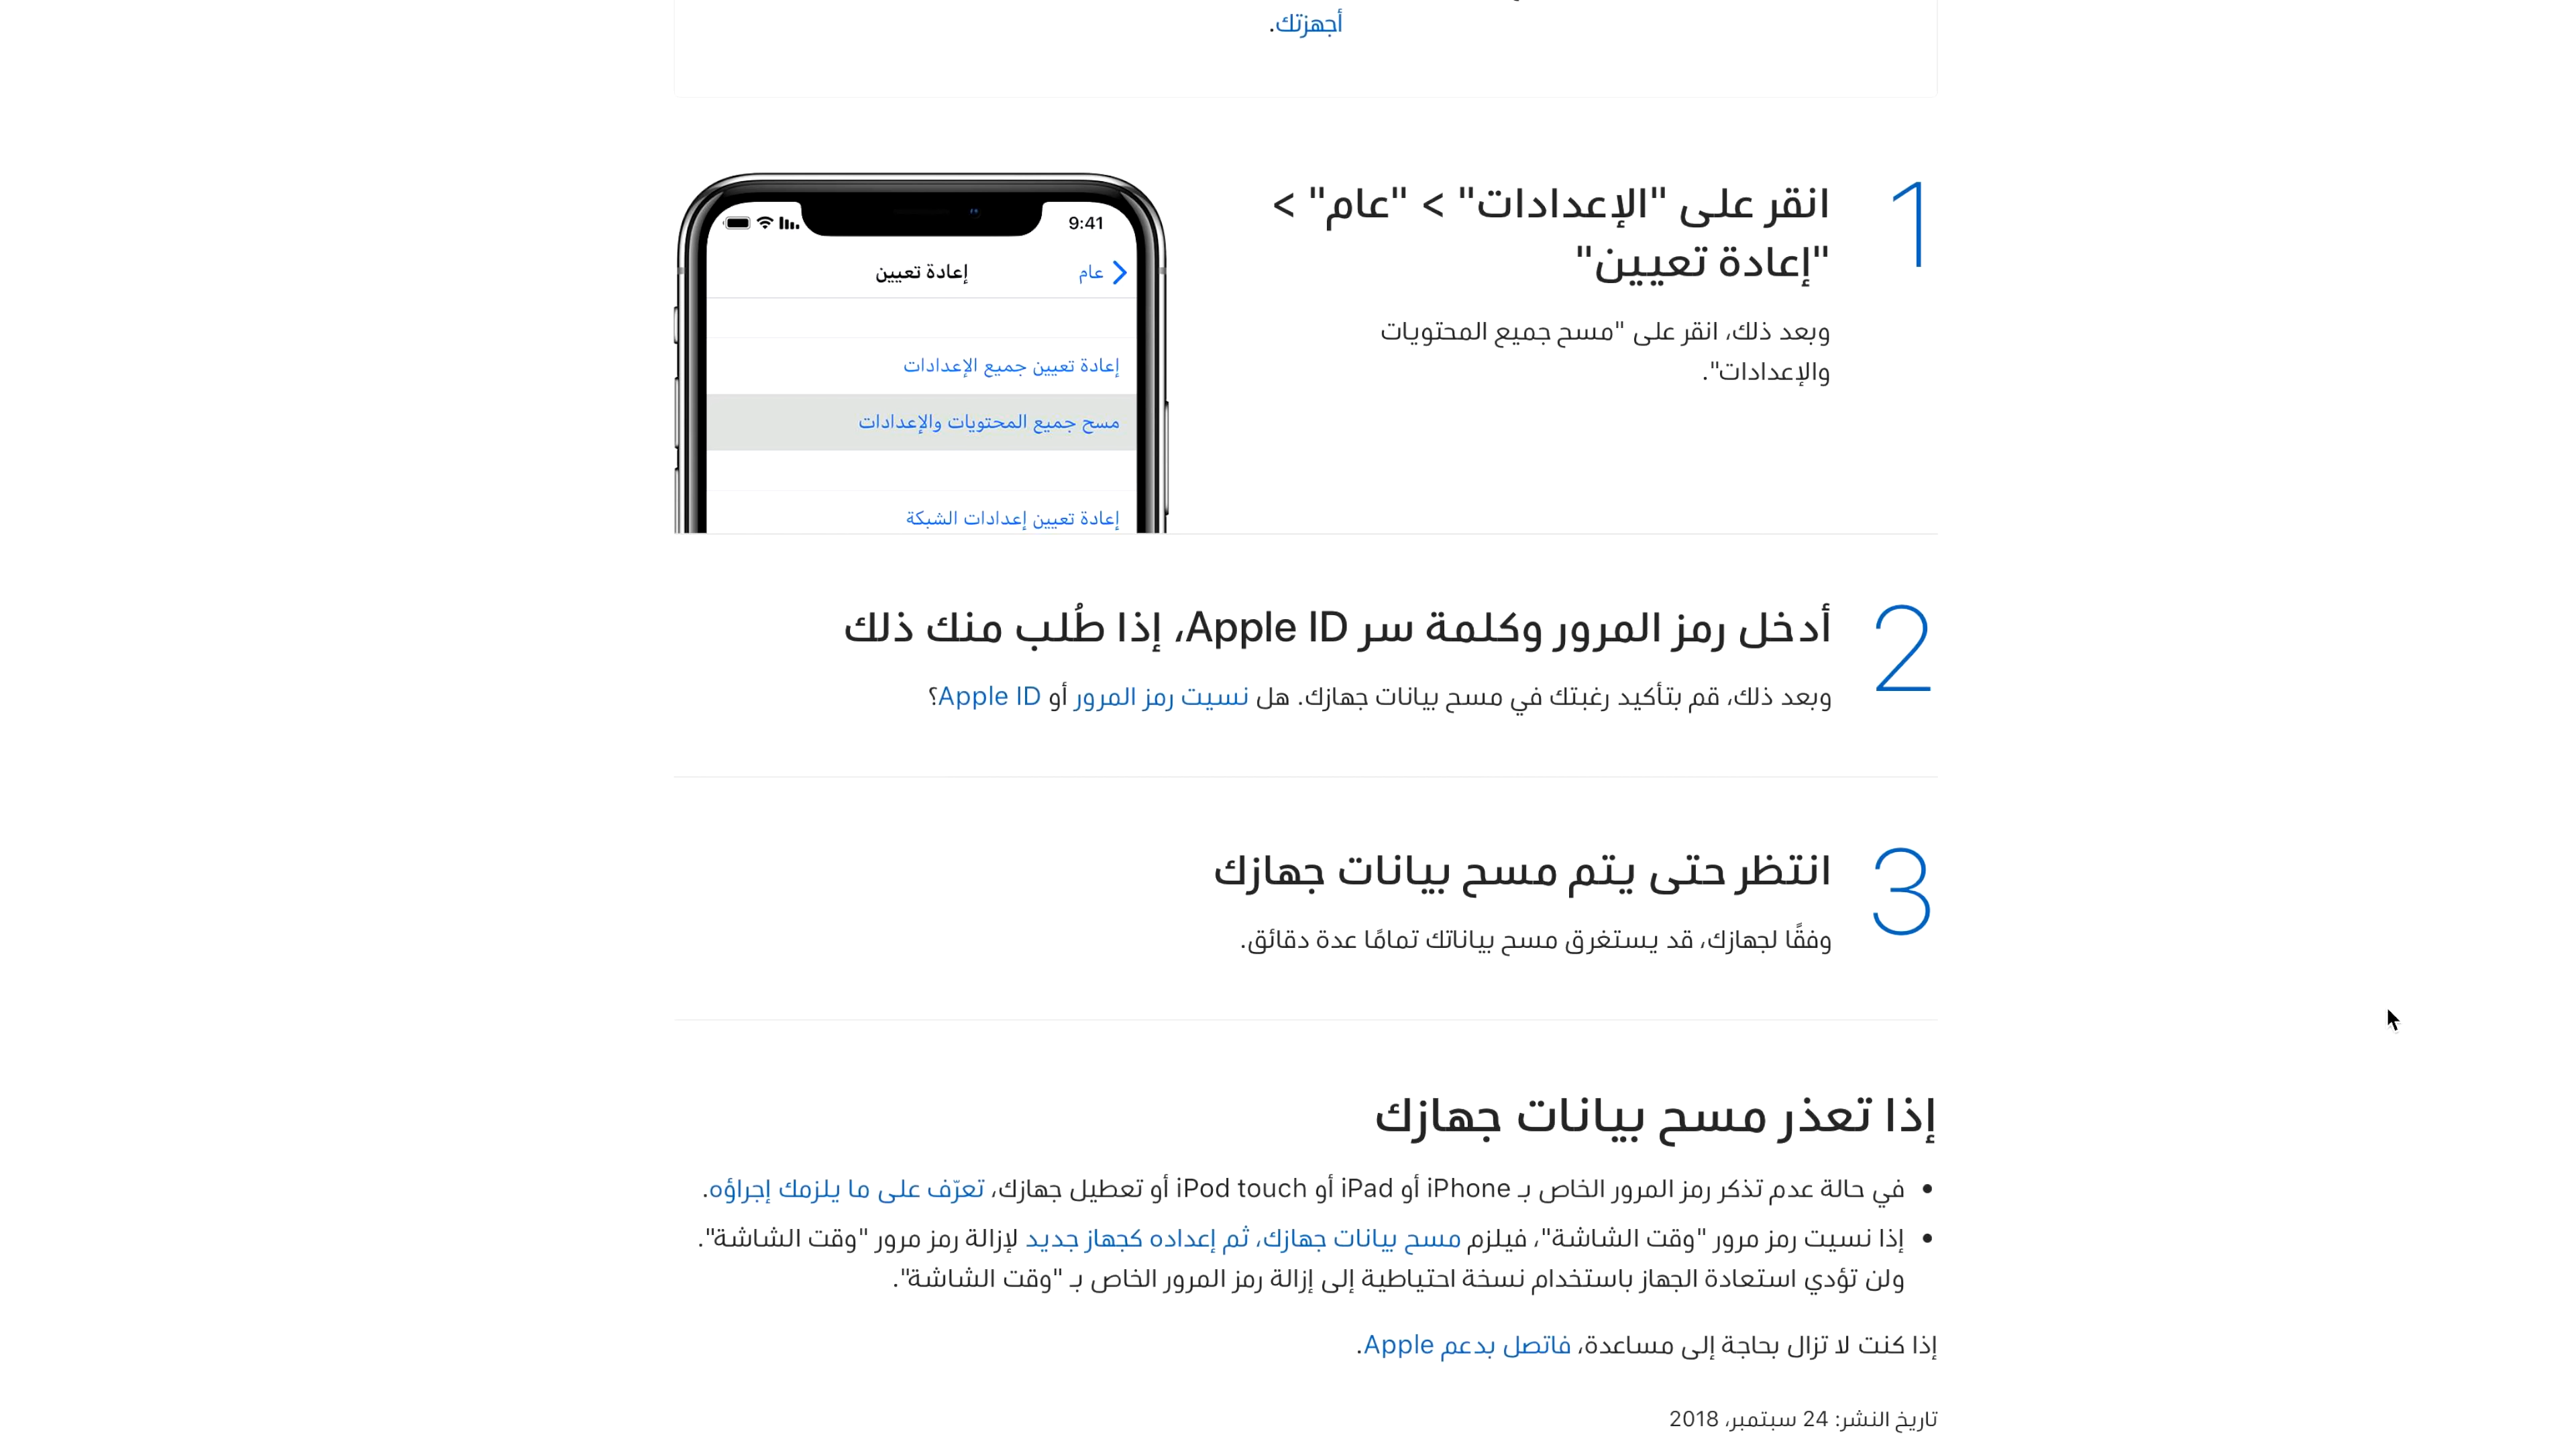 أجهزتك.
1
انقر على "الإعدادات" > "عام" >
"إعادة تعيين"
وبعد ذلك، انقر على "مسح جميع المحتويات
والإعدادات".
9:41
عام
إعادة تعيين
إعادة تعيين جميع الإعدادات
مسح جميع المحتويات والإعدادات
إعادة تعيين إعدادات الشبكة
2
أدخل رمز المرور وكلمة سر Apple ID، إذا طُلب منك ذلك
وبعد ذلك، قم بتأكيد رغبتك في مسح بيانات جهازك. هل نسيت رمز المرور أو Apple ID؟
3
انتظر حتى يتم مسح بيانات جهازك
وفقًا لجهازك، قد يستغرق مسح بياناتك تمامًا عدة دقائق.
إذا تعذر مسح بيانات جهازك
• في حالة عدم تذكر رمز المرور الخاص بـ iPhone أو iPad أو iPod touch أو تعطيل جهازك، تعرّف على ما يلزمك إجراؤه.
• إذا نسيت رمز مرور "وقت الشاشة"، فيلزم مسح بيانات جهازك، ثم إعداده كجهاز جديد لإزالة رمز مرور "وقت الشاشة".
ولن تؤدي استعادة الجهاز باستخدام نسخة احتياطية إلى إزالة رمز المرور الخاص بـ "وقت الشاشة".
إذا كنت لا تزال بحاجة إلى مساعدة، فاتصل بدعم Apple.
تاريخ النشر: 24 سبتمبر، 2018